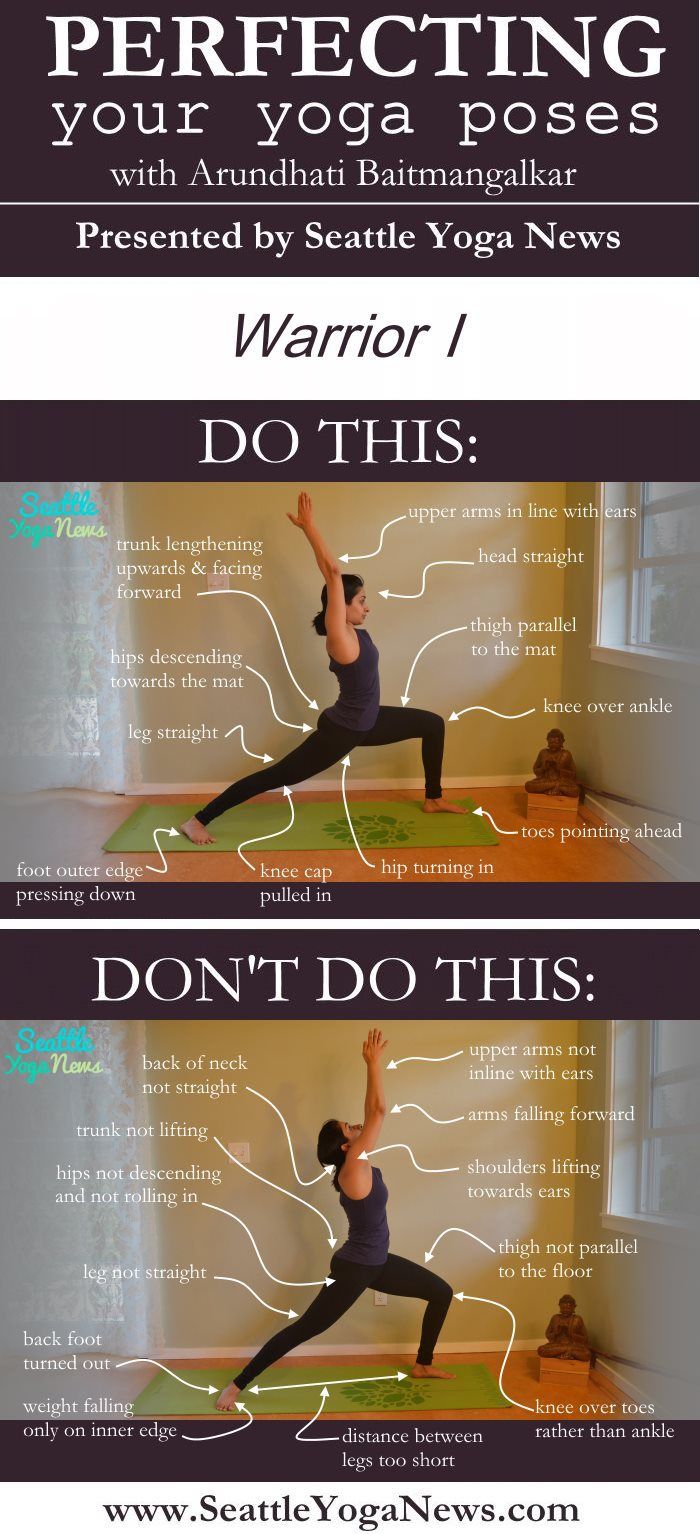 PERFECTING
your yoga poses
with Arundhati Baitmangalkar
Presented by Seattle Yoga News
Warrior I
DO THIS:
Seattle
Yoga News
upper arms in line with ears
trunk lengthening
upwards & facing
forward
head straight
thigh parallel
to the mat
hips descending
towards the mat
knee over ankle
leg straight
toes pointing ahead
foot outer edge
pressing down
knee cap
pulled in
hip turning in
DON'T DO THIS:
Seattle
Yoga News
back of neck
not straight
upper arms not
inline with ears
arms falling forward
trunk not lifting
shoulders lifting
towards ears
hips not descending
and not rolling in
thigh not parallel
to the floor
leg not straight
back foot
turned out
weight falling
only on inner edge
knee over toes
rather than ankle
distance between
legs too short
www.SeattleYogaNews.com